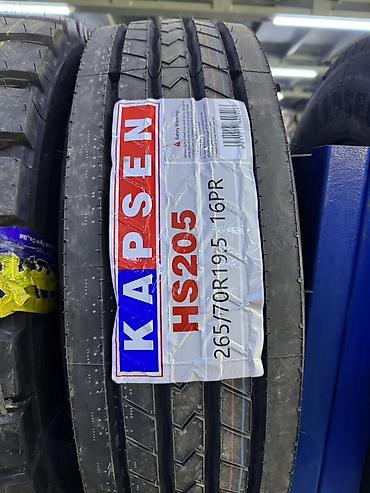 KAPSEN
HS205
265/70R19.5 16PR
Safety Warning